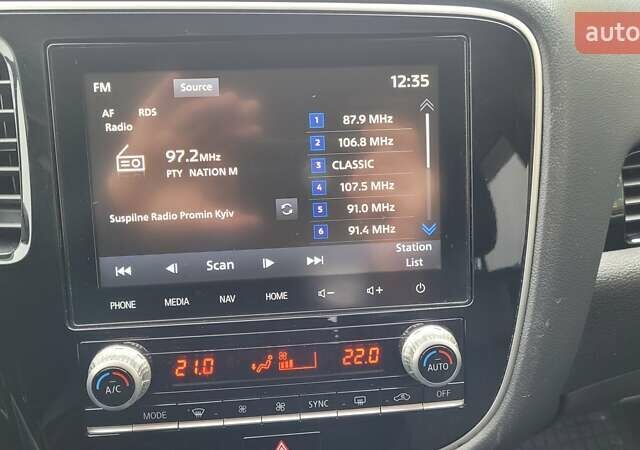 auto
FM Source 12:35
AF RDS
Radio
97.2MHz
PTY NATION M
Suspilne Radio Promin Kyiv
1 87.9 MHz
2 106.8 MHz
3 CLASSIC
4 107.5 MHz
5 91.0 MHz
6 91.4 MHz
Scan
Station
List
PHONE MEDIA NAV HOME
21.0 22.0
A/C AUTO
MODE SYNC OFF